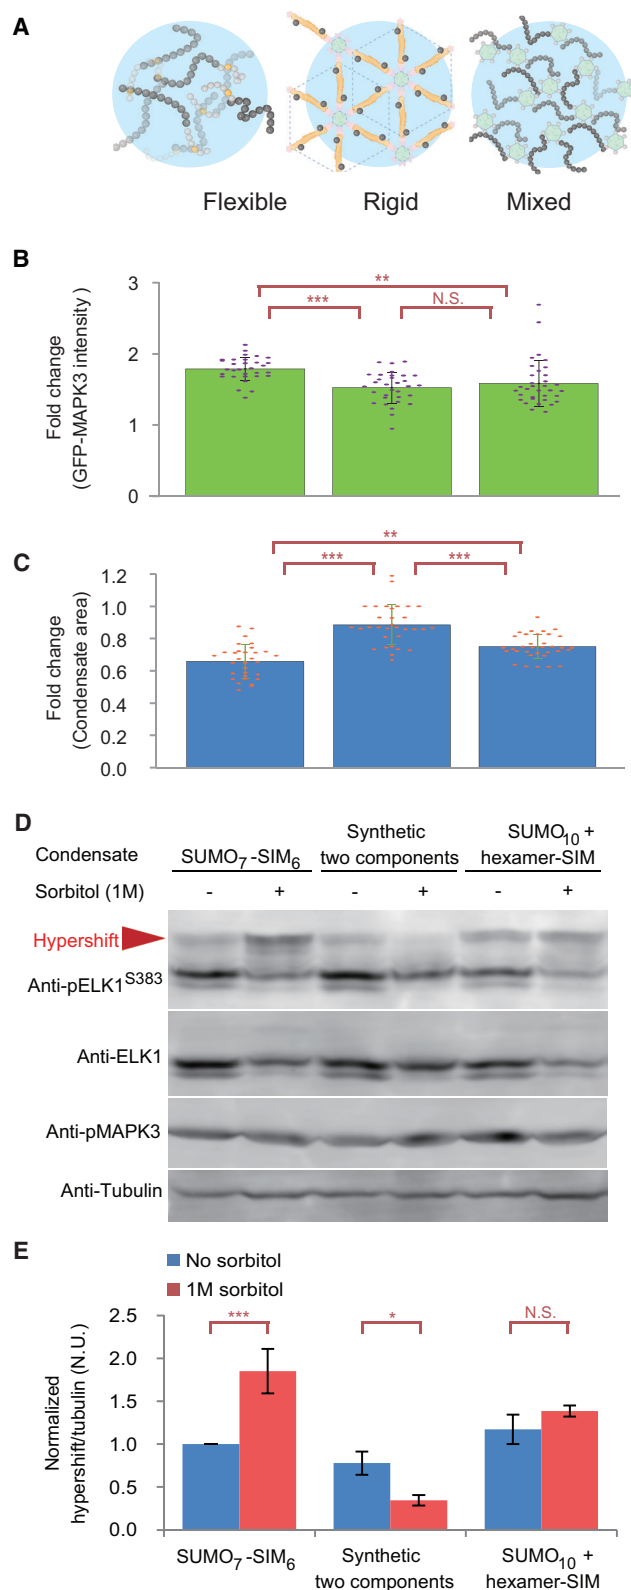 A
Flexible Rigid Mixed
B
Fold change
(GFP-MAPK3 intensity)
3
2
1
0
**
*** N.S.
C
Fold change
(Condensate area)
1.2
1.0
0.8
0.6
0.4
0.2
0.0
**
*** ***
D
Condensate SUMO7-SIM6 Synthetic two components SUMO10 + hexamer-SIM
Sorbitol (1M) - + - + - +
Hypershift
Anti-pELK1S383
Anti-ELK1
Anti-pMAPK3
Anti-Tubulin
E
No sorbitol
1M sorbitol
Normalized
hypershift/tubulin (N.U.)
2.5
2.0
1.5
1.0
0.5
0.0
*** * N.S.
SUMO7-SIM6 Synthetic two components SUMO10 + hexamer-SIM